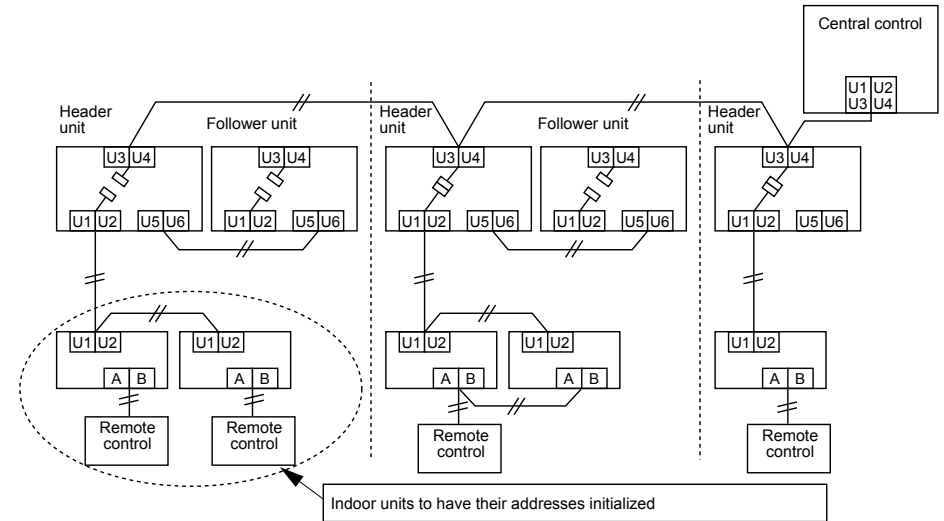 Central control
U1 U2
U3 U4
Header unit
Follower unit
Header unit
Follower unit
Header unit
U3 U4
U3 U4
U3 U4
U3 U4
U3 U4
U1 U2
U5 U6
U1 U2
U5 U6
U1 U2
U5 U6
U1 U2
U5 U6
U1 U2
U5 U6
U1 U2
U1 U2
U1 U2
U1 U2
U1 U2
A B
A B
A B
A B
A B
Remote control
Remote control
Remote control
Remote control
Indoor units to have their addresses initialized